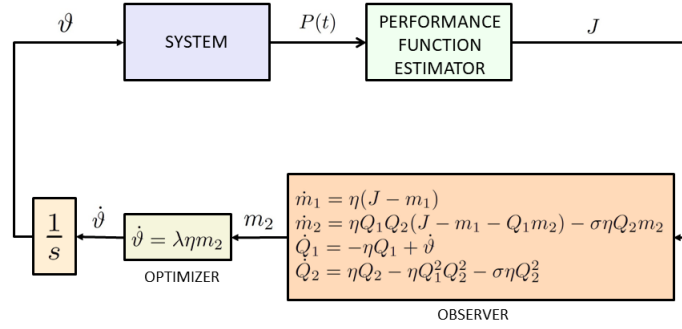 ϑ
SYSTEM
P(t)
PERFORMANCE
FUNCTION
ESTIMATOR
J
1/s
ϑ̇
ϑ̇ = ληm₂
OPTIMIZER
m₂
ṁ₁ = η(J − m₁)
ṁ₂ = ηQ₁Q₂(J − m₁ − Q₁m₂) − σηQ₂m₂
Q̇₁ = −ηQ₁ + ϑ̇
Q̇₂ = ηQ₂ − ηQ₁²Q₂² − σηQ₂²
OBSERVER